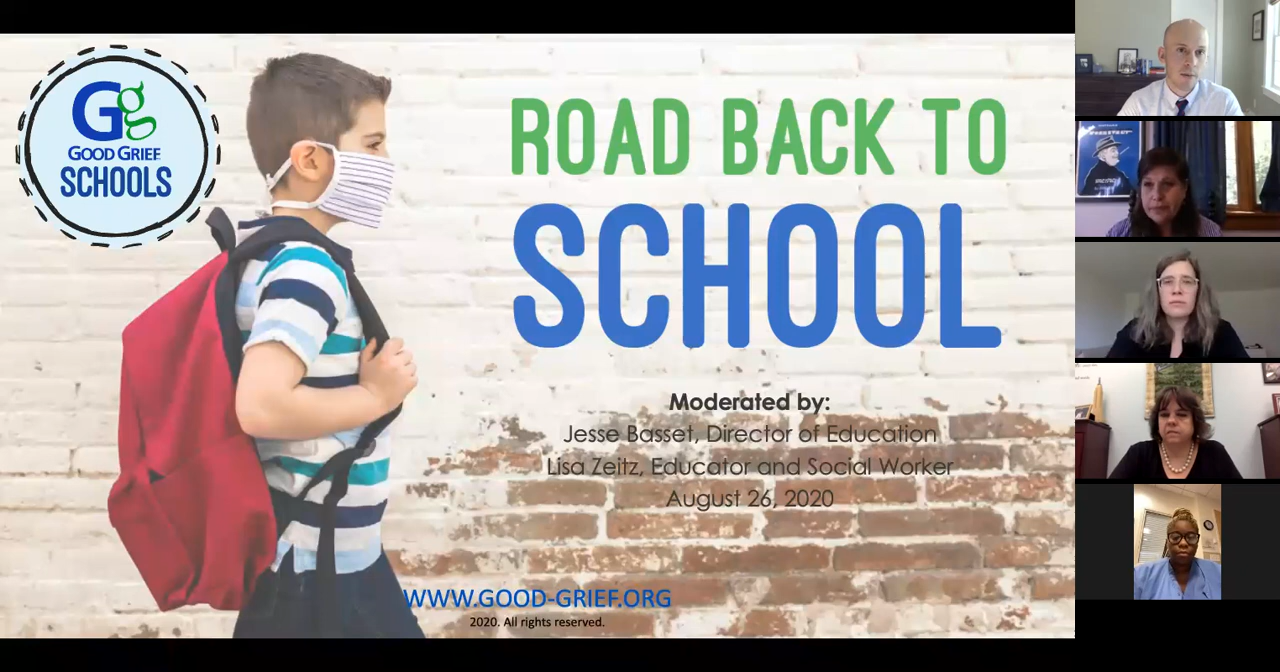 Gg
GOOD GRIEF
SCHOOLS
ROAD BACK TO
SCHOOL
Moderated by:
Jesse Basset, Director of Education
Lisa Zeitz, Educator and Social Worker
August 26, 2020
WWW.GOOD-GRIEF.ORG
2020. All rights reserved.